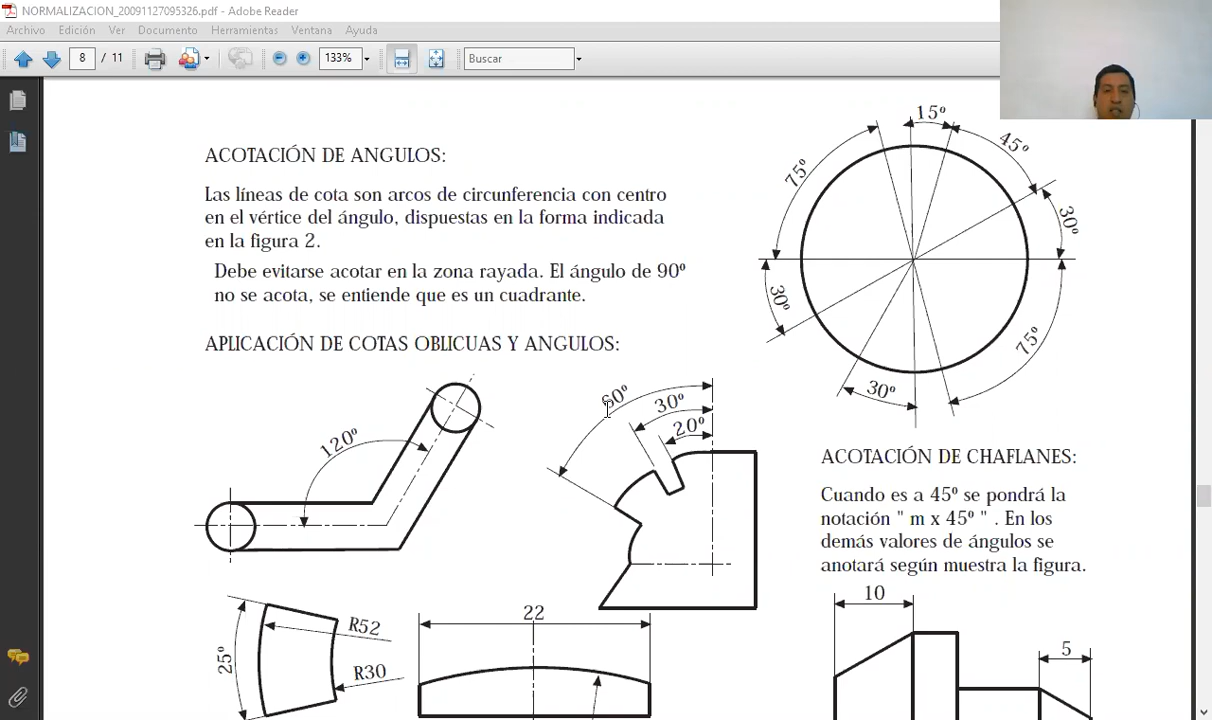 NORMALIZACION_20091127095326.pdf - Adobe Reader
Archivo Edición Ver Documento Herramientas Ventana Ayuda
8 / 11 133% Buscar
ACOTACIÓN DE ANGULOS:
Las líneas de cota son arcos de circunferencia con centro
en el vértice del ángulo, dispuestas en la forma indicada
en la figura 2.
Debe evitarse acotar en la zona rayada. El ángulo de 90º
no se acota, se entiende que es un cuadrante.
15º
45º
75º
30º
30º
75º
30º
APLICACIÓN DE COTAS OBLICUAS Y ANGULOS:
120º
60º
30º
20º
ACOTACIÓN DE CHAFLANES:
Cuando es a 45º se pondrá la
notación " m x 45º " . En los
demás valores de ángulos se
anotará según muestra la figura.
25º
R52
R30
22
10
5